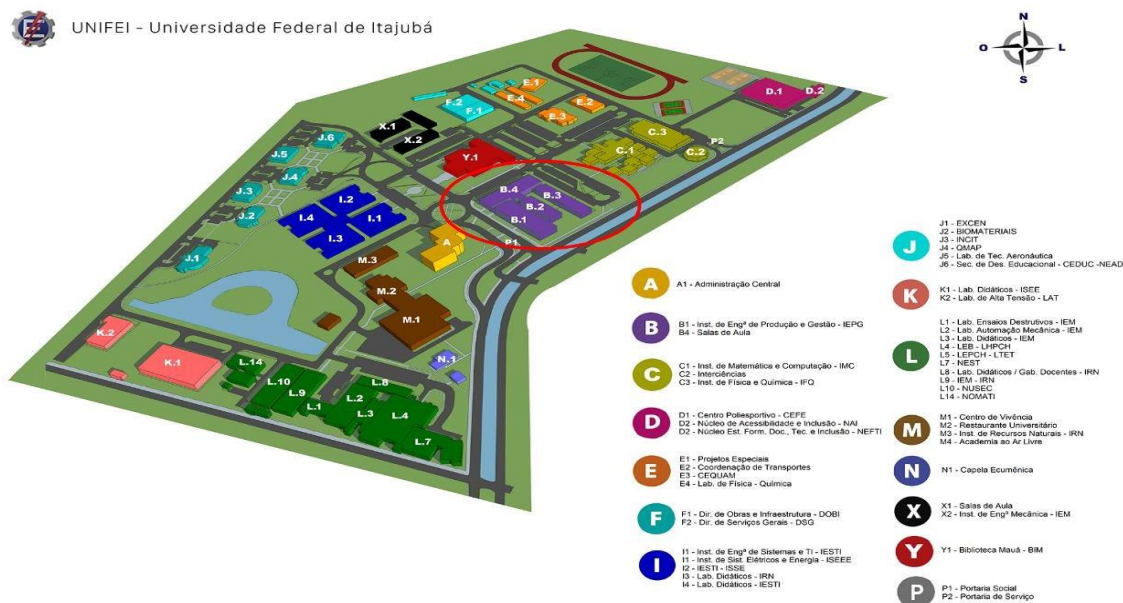 UNIFEI - Universidade Federal de Itajubá
N
O
L
S
E.1
E.4
E.2
E.3
F.2
F.1
D.1
D.2
X.1
X.2
Y.1
C.1
C.3
C.2
P2
J.6
J.5
J.4
J.3
J.2
J.1
I.2
I.4
I.1
I.3
B.4
B.3
B.2
B.1
P1
A
M.3
M.2
M.1
N.1
K.2
K.1
L.14
L.10
L.9
L.1
L.8
L.2
L.3
L.4
L.7
A
A1 - Administração Central
B
B1 - Inst. de Engª de Produção e Gestão - IEPG
B4 - Salas de Aula
C
C1 - Inst. de Matemática e Computação - IMC
C2 - Interciências
C3 - Inst. de Física e Química - IFQ
D
D1 - Centro Poliesportivo - CEFE
D2 - Núcleo de Acessibilidade e Inclusão - NAI
D2 - Núcleo Est. Form. Doc., Tec. e Inclusão - NEFTI
E
E1 - Projetos Especiais
E2 - Coordenação de Transportes
E3 - CEQUAM
E4 - Lab. de Física - Química
F
F1 - Dir. de Obras e Infraestrutura - DOBI
F2 - Dir. de Serviços Gerais - DSG
I
I1 - Inst. de Engª de Sistemas e TI - IESTI
I1 - Inst. de Sist. Elétricos e Energia - ISEEE
I2 - IESTI - ISSE
I3 - Lab. Didáticos - IRN
I4 - Lab. Didáticos - IESTI
J
J1 - EXCEN
J2 - BIOMATERIAIS
J3 - INCIT
J4 - QMAP
J5 - Lab. de Tec. Aeronáutica
J6 - Sec. de Des. Educacional - CEDUC -NEAD
K
K1 - Lab. Didáticos - ISEE
K2 - Lab. de Alta Tensão - LAT
L
L1 - Lab. Ensaios Destrutivos - IEM
L2 - Lab. Automação Mecânica - IEM
L3 - Lab. Didáticos - IEM
L4 - LEB - LHPCH
L5 - LEPCH - LTET
L7 - NEST
L8 - Lab. Didáticos / Gab. Docentes - IRN
L9 - IEM - IRN
L10 - NUSEC
L14 - NOMATI
M
M1 - Centro de Vivência
M2 - Restaurante Universitário
M3 - Inst. de Recursos Naturais - IRN
M4 - Academia ao Ar Livre
N
N1 - Capela Ecumênica
X
X1 - Salas de Aula
X2 - Inst. de Engª Mecânica - IEM
Y
Y1 - Biblioteca Mauá - BIM
P
P1 - Portaria Social
P2 - Portaria de Serviço